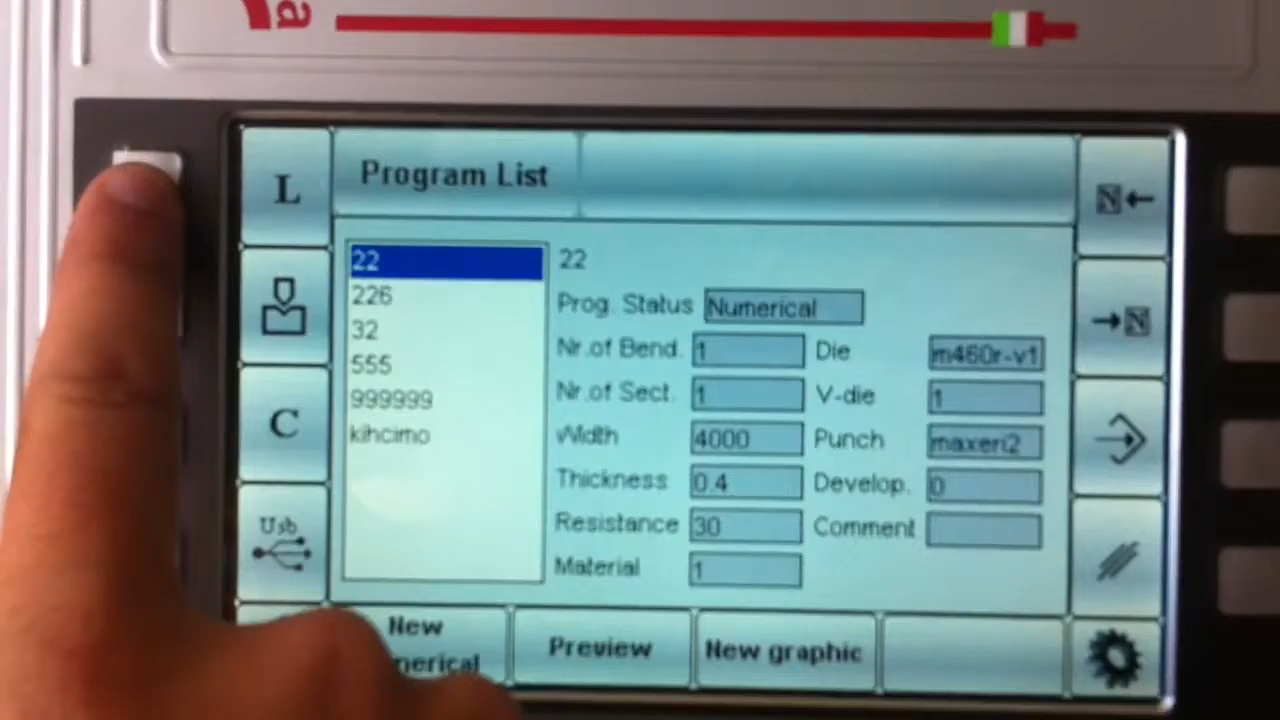 a
L
Program List
22
22
226
Prog. Status Numerical
32
Nr.of Bend. 1 Die m460r-v1
555
Nr.of Sect. 1 V-die 1
C
999999
kihcimo
Width 4000 Punch maxeri2
Thickness 0.4 Develop. 0
Usb
Resistance 30 Comment
Material 1
New
Preview
New graphic
N
N